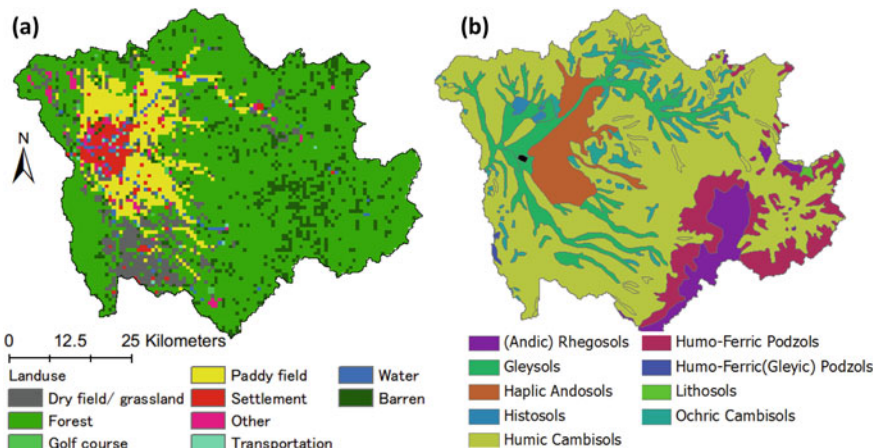 (a)
(b)
N
0 12.5 25 Kilometers
Landuse
Dry field/ grassland
Forest
Golf course
Paddy field
Settlement
Other
Transportation
Water
Barren
(Andic) Rhegosols
Gleysols
Haplic Andosols
Histosols
Humic Cambisols
Humo-Ferric Podzols
Humo-Ferric(Gleyic) Podzols
Lithosols
Ochric Cambisols